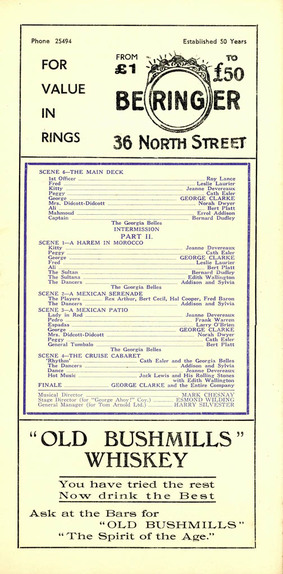 Phone 25494 Established 50 Years
FOR
VALUE
IN
RINGS
FROM £1 TO £50
BERINGER
36 NORTH STREET
SCENE 6—THE MAIN DECK
1st Officer ... Roy Lance
Fred ... Leslie Laurier
Kitty ... Jeanne Devereaux
Peggy ... Cath Esler
George ... GEORGE CLARKE
Mrs. Didcott-Didcott ... Norah Dwyer
Ali ... Bert Platt
Mahmoud ... Errol Addison
Captain ... Bernard Dudley
The Georgia Belles
INTERMISSION
PART II.
SCENE 1—A HAREM IN MOROCCO
Kitty ... Jeanne Devereaux
Peggy ... Cath Esler
George ... GEORGE CLARKE
Fred ... Leslie Laurier
Ali ... Bert Platt
The Sultan ... Bernard Dudley
The Sultana ... Edith Wallington
The Dancers ... Addison and Sylvia
The Georgia Belles
SCENE 2—A MEXICAN SERENADE
The Players ... Rex Arthur, Bert Cecil, Hal Cooper, Fred Baron
The Dancers ... Addison and Sylvia
SCENE 3—A MEXICAN PATIO
Lady in Red ... Jeanne Devereaux
Pedro ... Frank Warren
Espadas ... Larry O'Brien
George ... GEORGE CLARKE
Mrs. Didcott-Didcott ... Norah Dwyer
Peggy ... Cath Esler
General Tombola ... Bert Platt
The Georgia Belles
SCENE 4—THE CRUISE CABARET
"Rhythm" ... Cath Esler and the Georgia Belles
The Dancers ... Addison and Sylvia
Dance ... Jeanne Devereaux
Hot Music ... Jack Lewis and His Rolling Stones
with Edith Wallington
FINALE ... GEORGE CLARKE and the Entire Company
Musical Director ... MARK CHESNAY
Stage Director (for "George Ahoy!" Coy.) ... ESMOND WILDING
General Manager (for Tom Arnold Ltd.) ... HARRY SILVESTER
"OLD BUSHMILLS"
WHISKEY
You have tried the rest
Now drink the Best
Ask at the Bars for
"OLD BUSHMILLS"
"The Spirit of the Age."